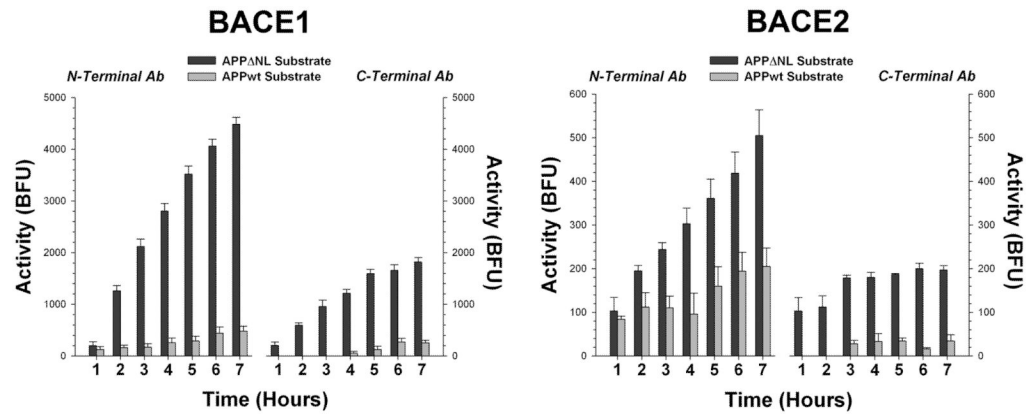 BACE1
APPΔNL Substrate
APPwt Substrate
N-Terminal Ab
C-Terminal Ab
Activity (BFU)
5000
4000
3000
2000
1000
0
5000
4000
3000
2000
1000
0
Activity (BFU)
1 2 3 4 5 6 7 1 2 3 4 5 6 7
Time (Hours)
BACE2
APPΔNL Substrate
APPwt Substrate
N-Terminal Ab
C-Terminal Ab
Activity (BFU)
600
500
400
300
200
100
0
600
500
400
300
200
100
0
Activity (BFU)
1 2 3 4 5 6 7 1 2 3 4 5 6 7
Time (Hours)